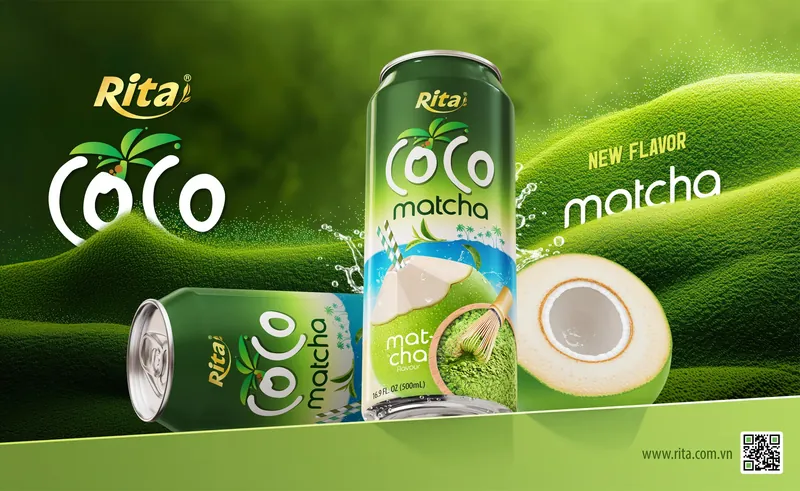 Rita®
CoCo
Rita
CoCo
matcha
mat-
cha
flavour
16.9 FL. OZ (500mL)
Rita
CoCo
matcha
NEW FLAVOR
matcha
www.rita.com.vn